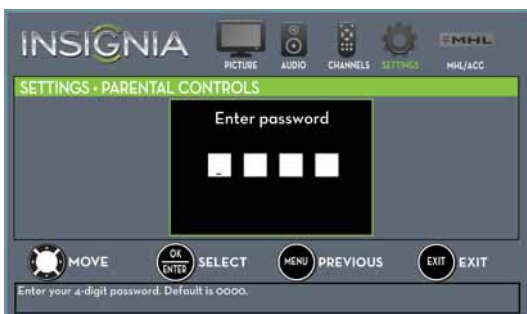 INSIGNIA
PICTURE AUDIO CHANNELS SETTINGS MHL/ACC
MHL
SETTINGS • PARENTAL CONTROLS
Enter password
MOVE OK ENTER SELECT MENU PREVIOUS EXIT EXIT
Enter your 4-digit password. Default is 0000.